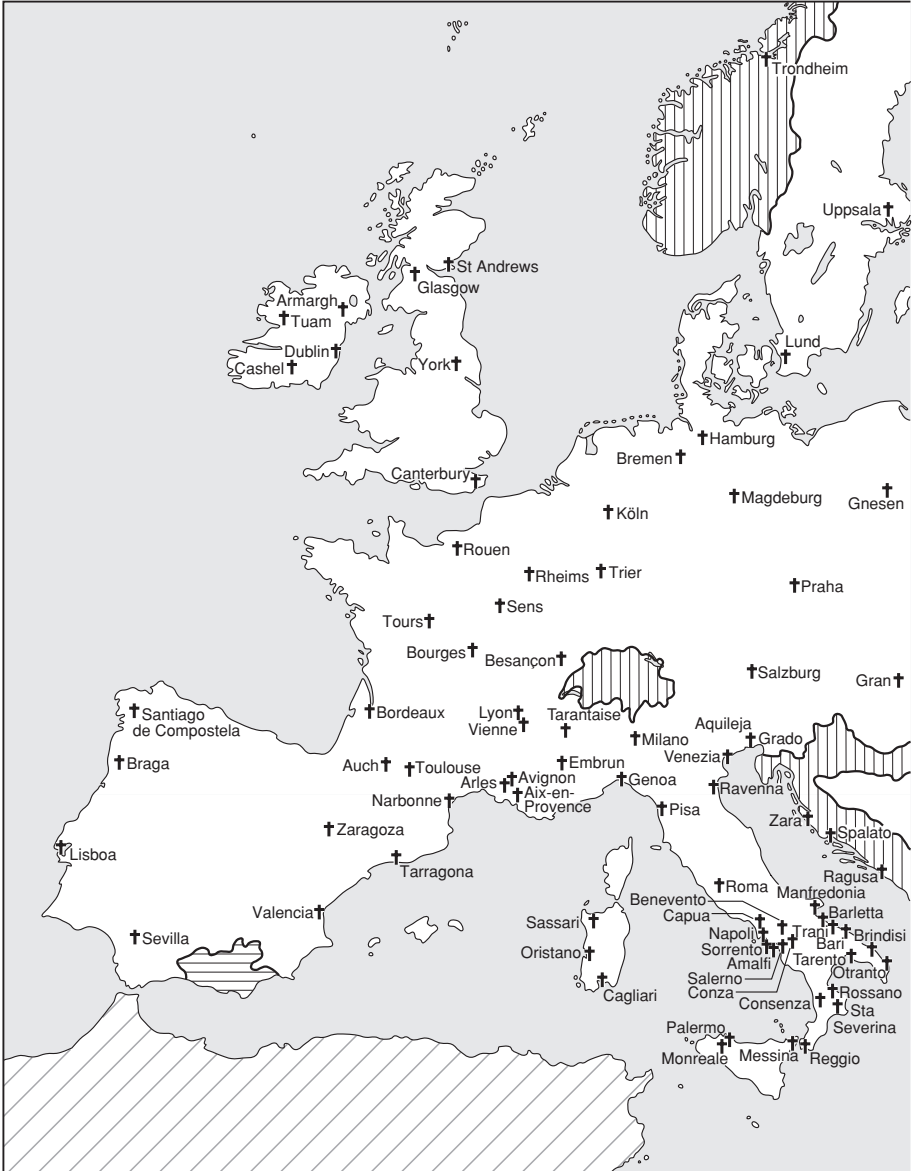 Trondheim
Uppsala
St Andrews
Glasgow
Armargh
Tuam
Dublin
Cashel
York
Lund
Hamburg
Bremen
Canterbury
Magdeburg
Gnesen
Köln
Rouen
Rheims
Trier
Praha
Sens
Tours
Bourges
Besançon
Salzburg
Gran
Santiago
de Compostela
Bordeaux
Lyon
Vienne
Tarantaise
Milano
Aquileja
Grado
Venezia
Braga
Auch
Toulouse
Embrun
Avignon
Arles
Aix-en-
Provence
Genoa
Ravenna
Narbonne
Pisa
Zaragoza
Zara
Spalato
Lisboa
Tarragona
Ragusa
Roma
Manfredonia
Benevento
Barletta
Capua
Valencia
Sassari
Trani
Brindisi
Napoli
Bari
Sevilla
Sorrento
Tarento
Oristano
Amalfi
Otranto
Salerno
Cagliari
Conza
Consenza
Rossano
Sta
Severina
Palermo
Monreale
Messina
Reggio